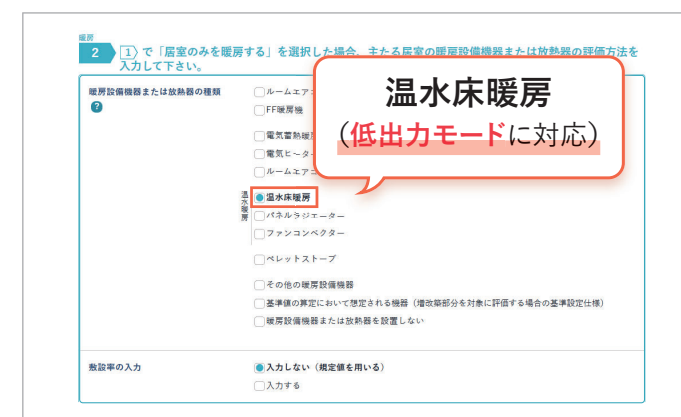 暖房
2 1 で「居室のみを暖房する」を選択した場合、主たる居室の暖房設備機器または放熱器の評価方法を
入力して下さい。
暖房設備機器または放熱器の種類
?
ルームエアコ
FF暖房機
電気蓄熱暖
電気ヒータ
ルームエアコ
温水暖房
温水床暖房
パネルラジエーター
ファンコンベクター
ペレットストーブ
その他の暖房設備機器
基準値の算定において想定される機器（増改築部分を対象に評価する場合の基準設定仕様）
暖房設備機器または放熱器を設置しない
温水床暖房
（低出力モードに対応）
敷設率の入力
入力しない（規定値を用いる）
入力する